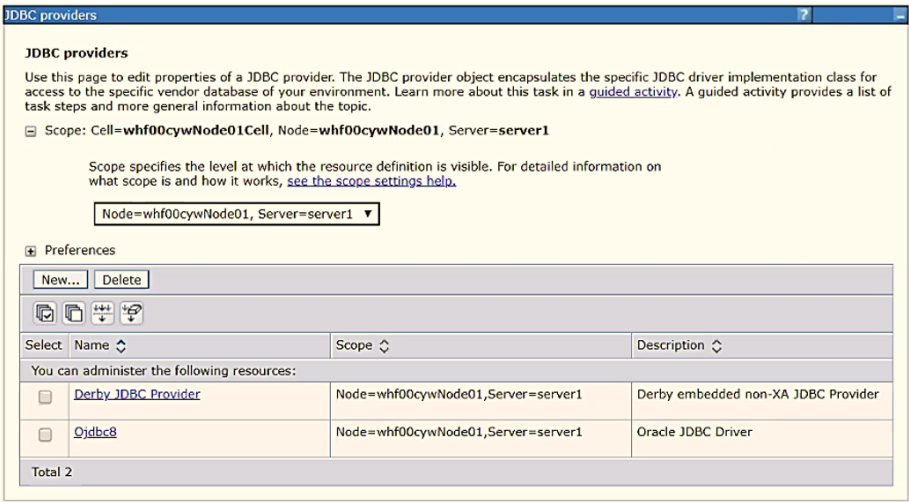 JDBC providers ?
JDBC providers
Use this page to edit properties of a JDBC provider. The JDBC provider object encapsulates the specific JDBC driver implementation class for
access to the specific vendor database of your environment. Learn more about this task in a guided activity. A guided activity provides a list of
task steps and more general information about the topic.
Scope: Cell=whf00cywNode01Cell, Node=whf00cywNode01, Server=server1
Scope specifies the level at which the resource definition is visible. For detailed information on
what scope is and how it works, see the scope settings help.
Node=whf00cywNode01, Server=server1
Preferences
New... Delete
Select Name Scope Description
You can administer the following resources:
Derby JDBC Provider Node=whf00cywNode01,Server=server1 Derby embedded non-XA JDBC Provider
Ojdbc8 Node=whf00cywNode01,Server=server1 Oracle JDBC Driver
Total 2